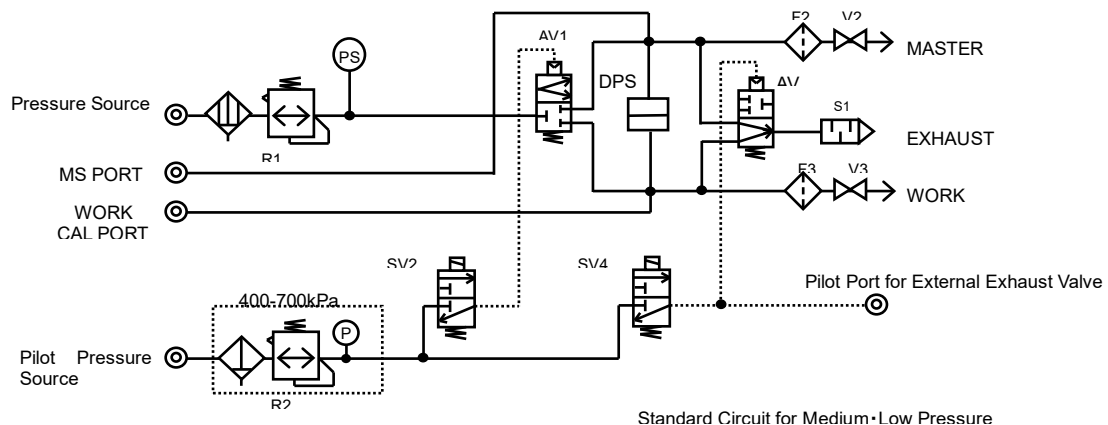 F2 V2
AV1
MASTER
PS
DPS
AV
Pressure Source
S1
EXHAUST
R1
MS PORT
F3 V3
WORK
WORK
CAL PORT
SV2
SV4
Pilot Port for External Exhaust Valve
400-700kPa
P
Pilot Pressure
Source
R2
Standard Circuit for Medium･Low Pressure